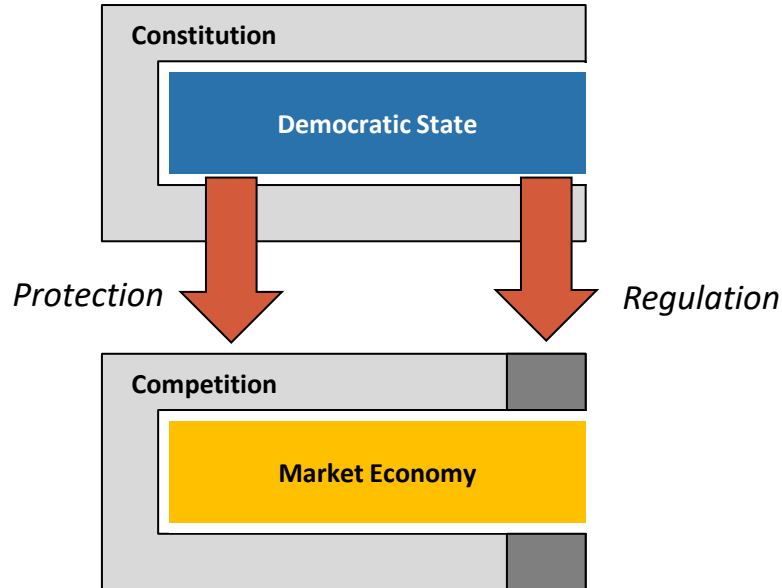 Constitution
Democratic State
Protection
Regulation
Competition
Market Economy